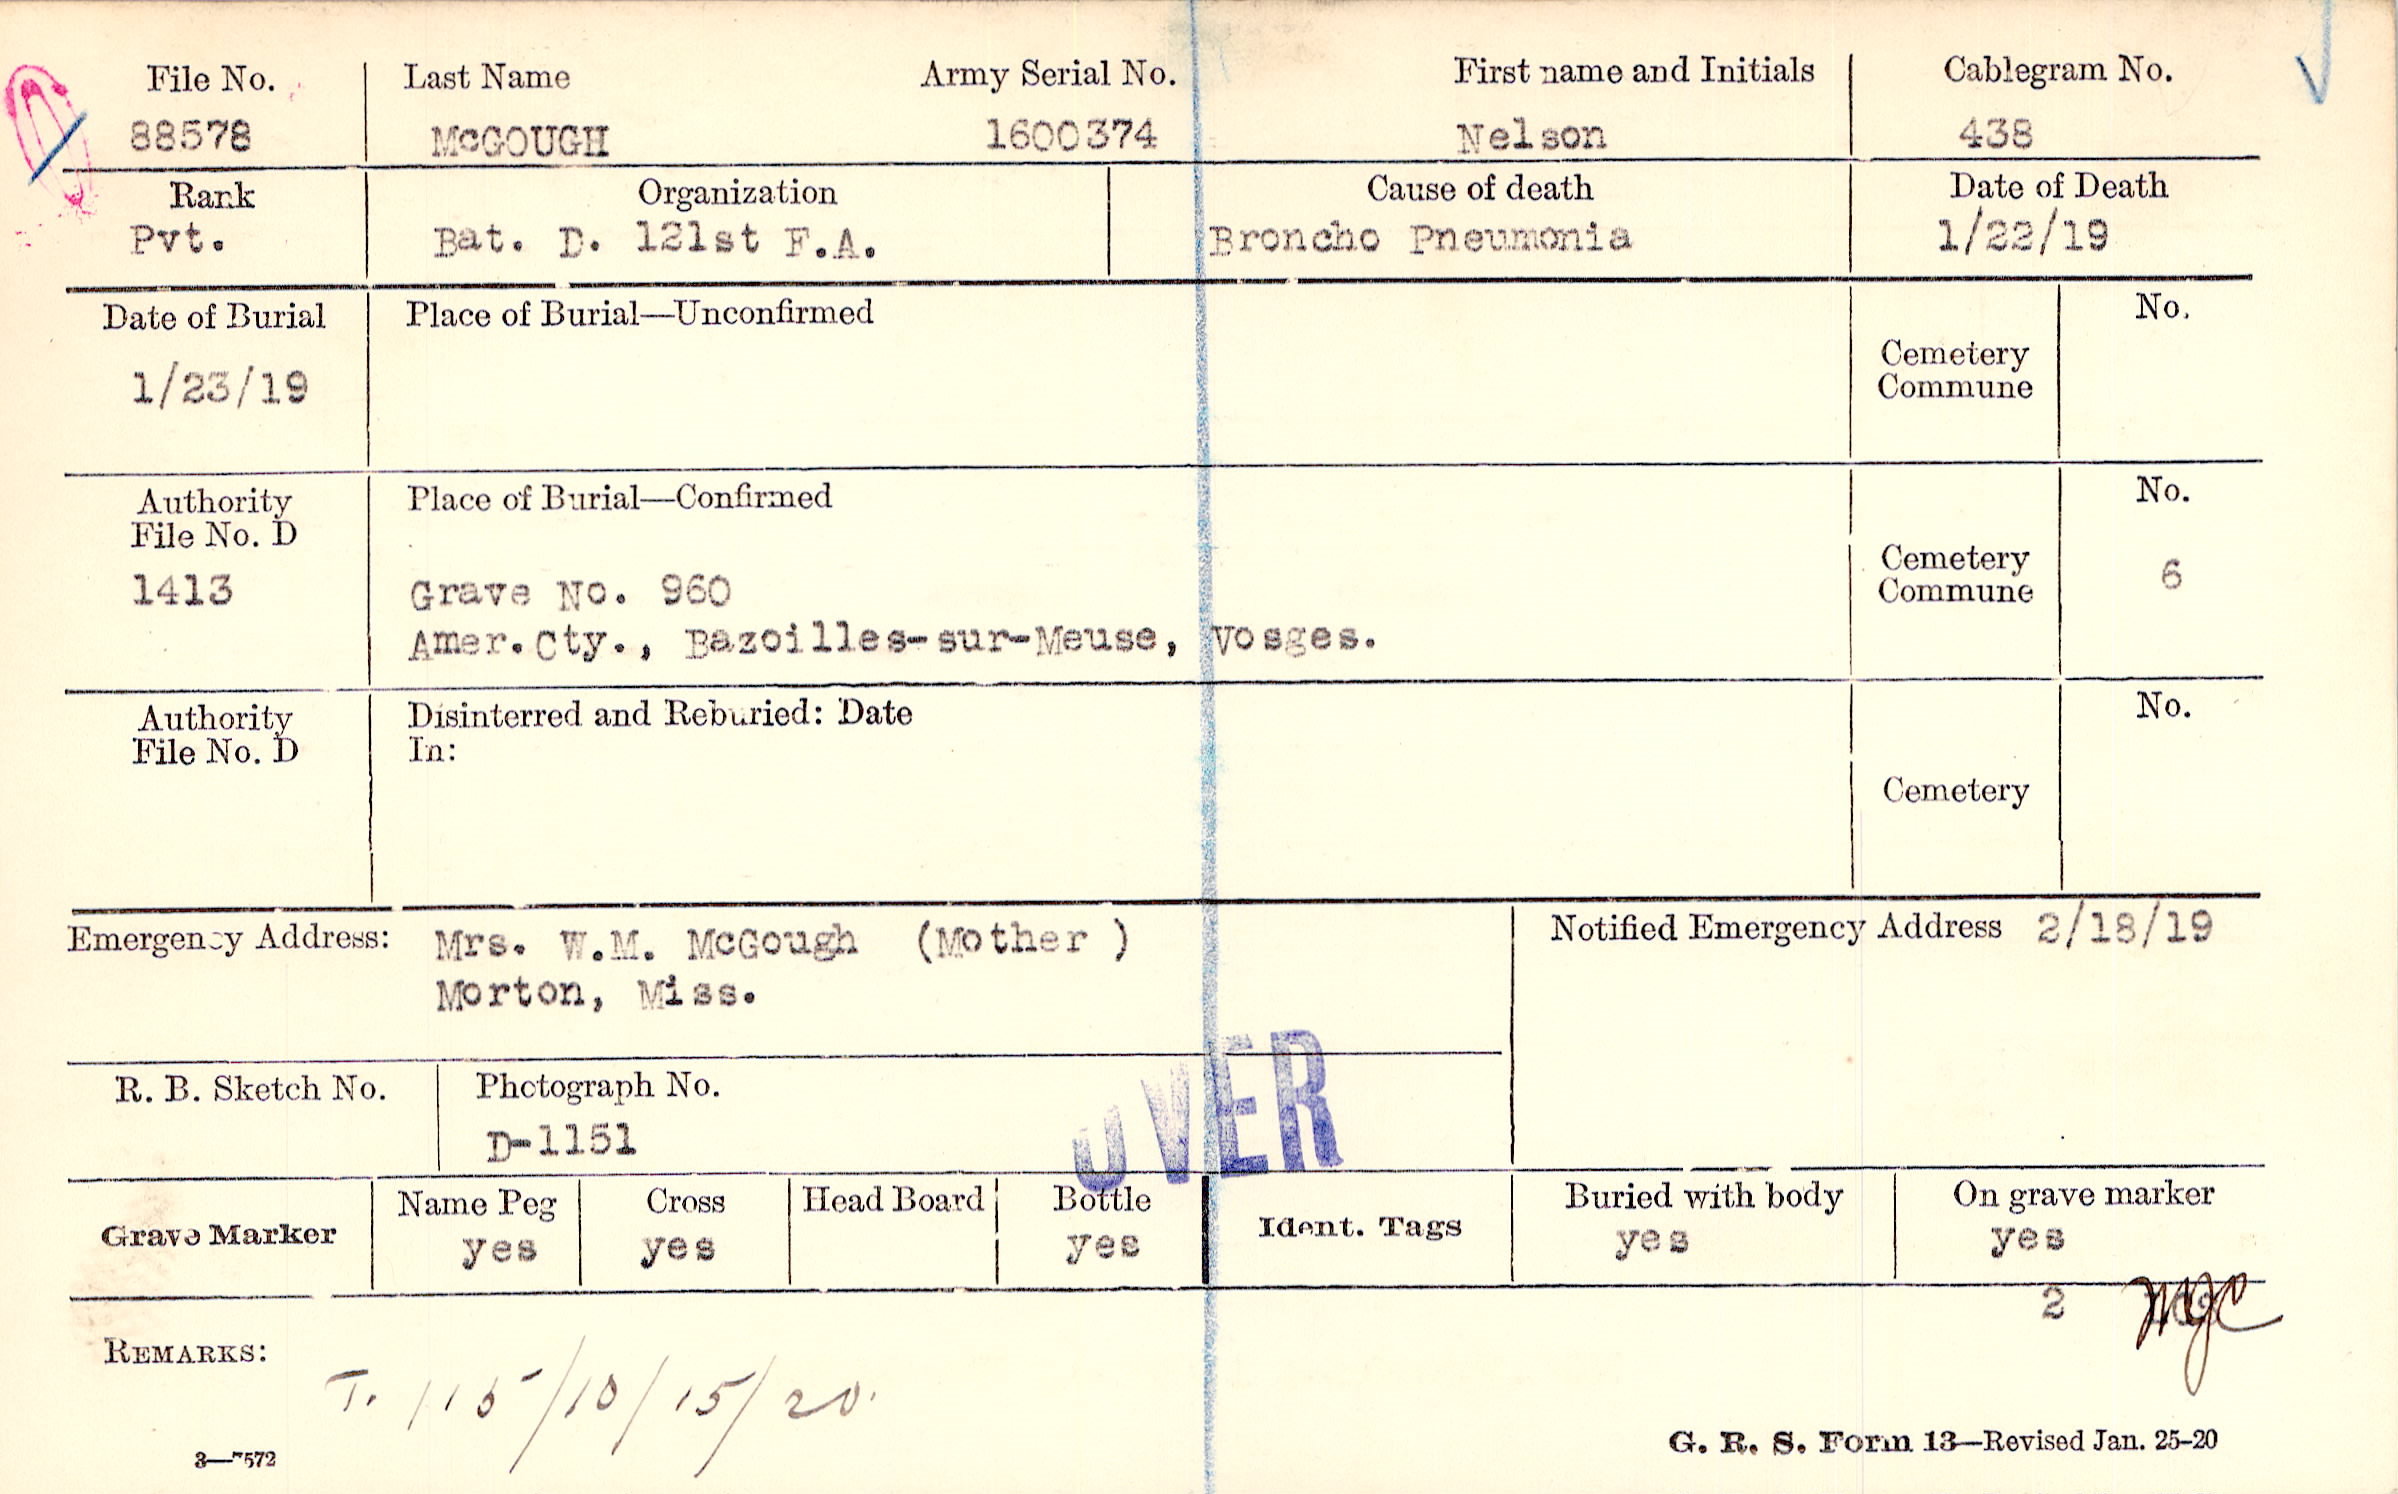 File No. Last Name Army Serial No. First name and Initials Cablegram No.
88578 McGOUGH 1600374 Nelson 438
Rank Organization Cause of death Date of Death
Pvt. Bat. D. 121st F.A. Broncho Pneumonia 1/22/19
Date of Burial Place of Burial—Unconfirmed No.
1/23/19 Cemetery
Commune
Authority Place of Burial—Confirmed No.
File No. D
1413 Grave No. 960 Cemetery
Commune 6
Amer.Cty., Bazoilles-sur-Meuse, Vosges.
Authority Disinterred and Reburied: Date No.
File No. D In:
Cemetery
Emergency Address: Mrs. W.M. McGough (Mother ) Notified Emergency Address 2/18/19
Morton, Miss.
OVER
R. B. Sketch No. Photograph No.
D-1151
Grave Marker Name Peg Cross Head Board Bottle Ident. Tags Buried with body On grave marker
yes yes yes yes yes
2
REMARKS:
T. 115/10/15/20.
3—7572 G. R. S. Form 13—Revised Jan. 25-20